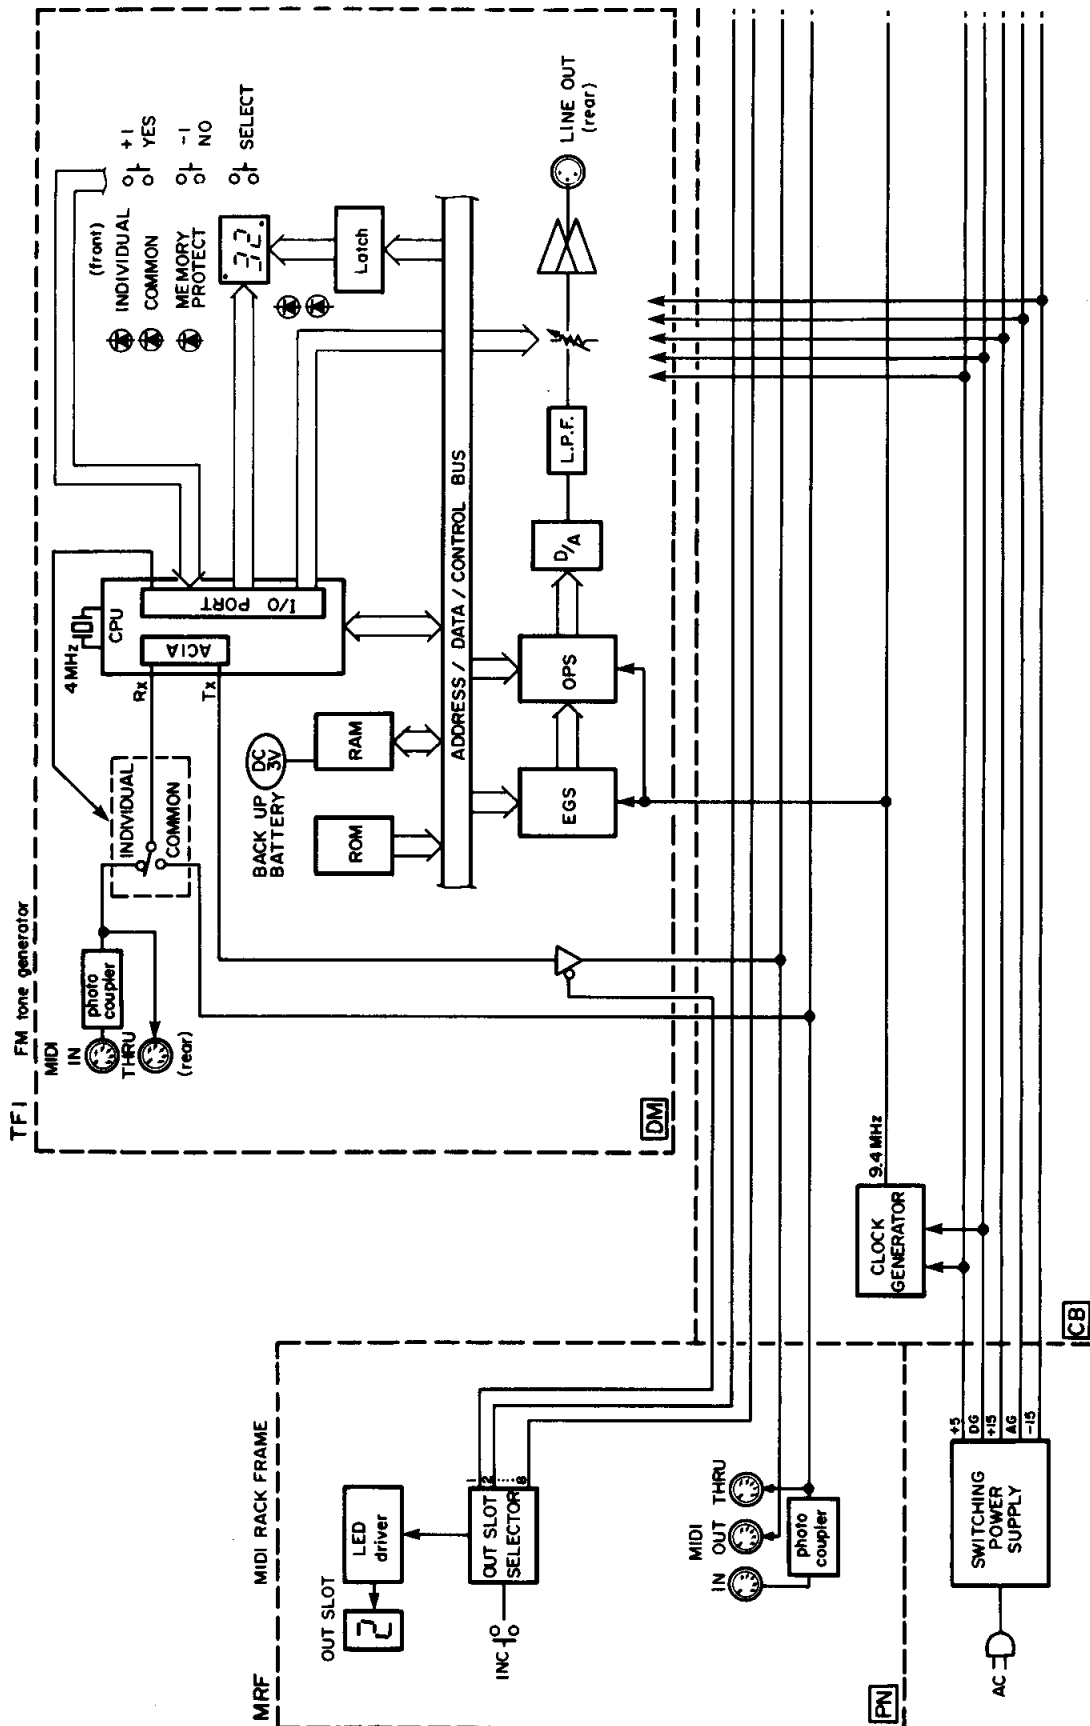 TF1
FM tone generator
MIDI
IN
THRU
(rear)
photo
coupler
INDIVIDUAL
COMMON
4MHz
CPU
Rx
Tx
ACIA
I/O PORT
(front)
INDIVIDUAL
COMMON
MEMORY
PROTECT
+1
YES
-1
NO
SELECT
32
Latch
BACK UP
BATTERY
DC
3V
ROM
RAM
ADDRESS / DATA / CONTROL BUS
EGS
OPS
D/A
L.P.F.
LINE OUT
(rear)
DM
MRF
MIDI RACK FRAME
OUT SLOT
2
LED
driver
INC
OUT SLOT
SELECTOR
1
2
8
MIDI
IN
OUT
THRU
photo
coupler
PN
CLOCK
GENERATOR
9.4 MHz
CB
AC
SWITCHING
POWER
SUPPLY
+5
DG
+15
AG
-15